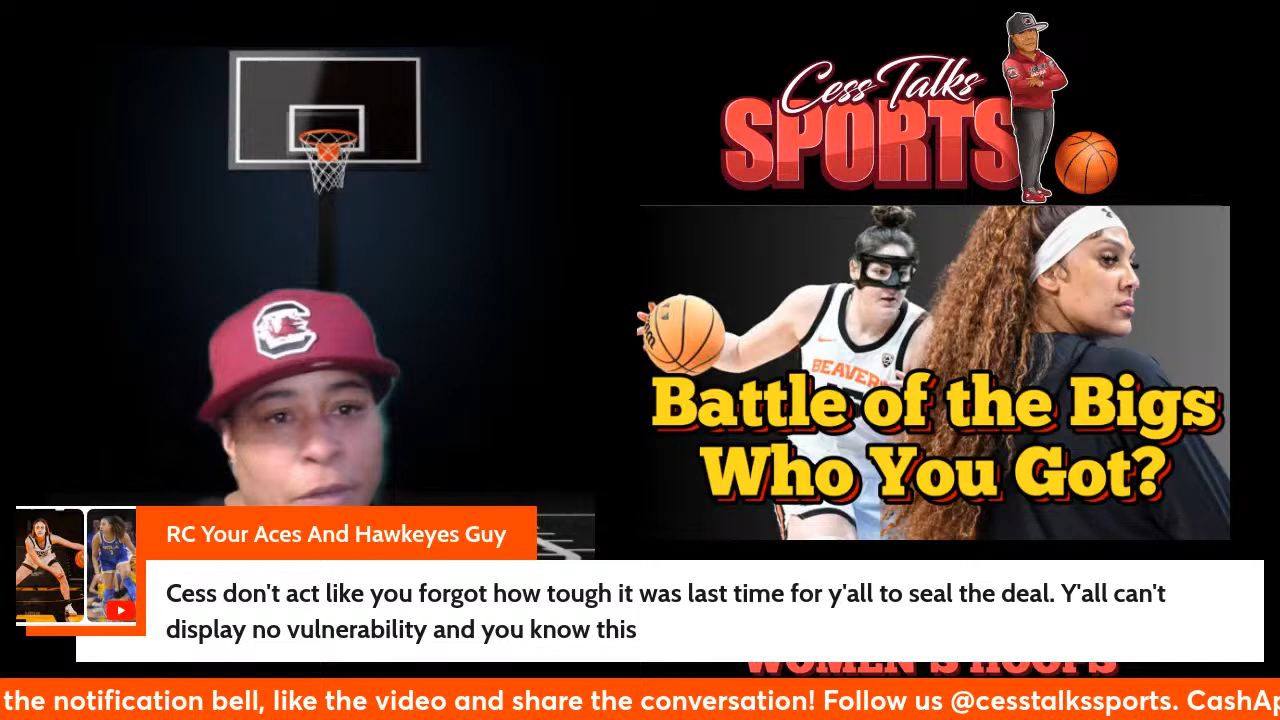 Cess Talks
SPORTS
BEAVERS
Battle of the Bigs
Who You Got?
RC Your Aces And Hawkeyes Guy
Cess don't act like you forgot how tough it was last time for y'all to seal the deal. Y'all can't
display no vulnerability and you know this
WOMEN'S HOOPS
the notification bell, like the video and share the conversation! Follow us @cesstalkssports. CashAp